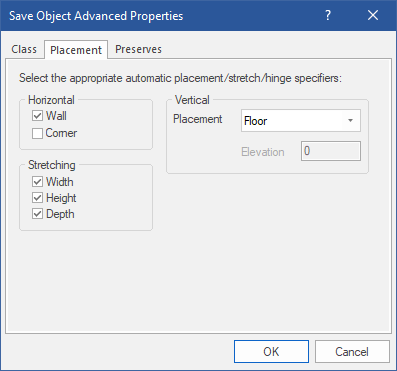 Save Object Advanced Properties ?
Class Placement Preserves
Select the appropriate automatic placement/stretch/hinge specifiers:
Horizontal
Wall
Corner
Vertical
Placement Floor
Elevation 0
Stretching
Width
Height
Depth
OK Cancel